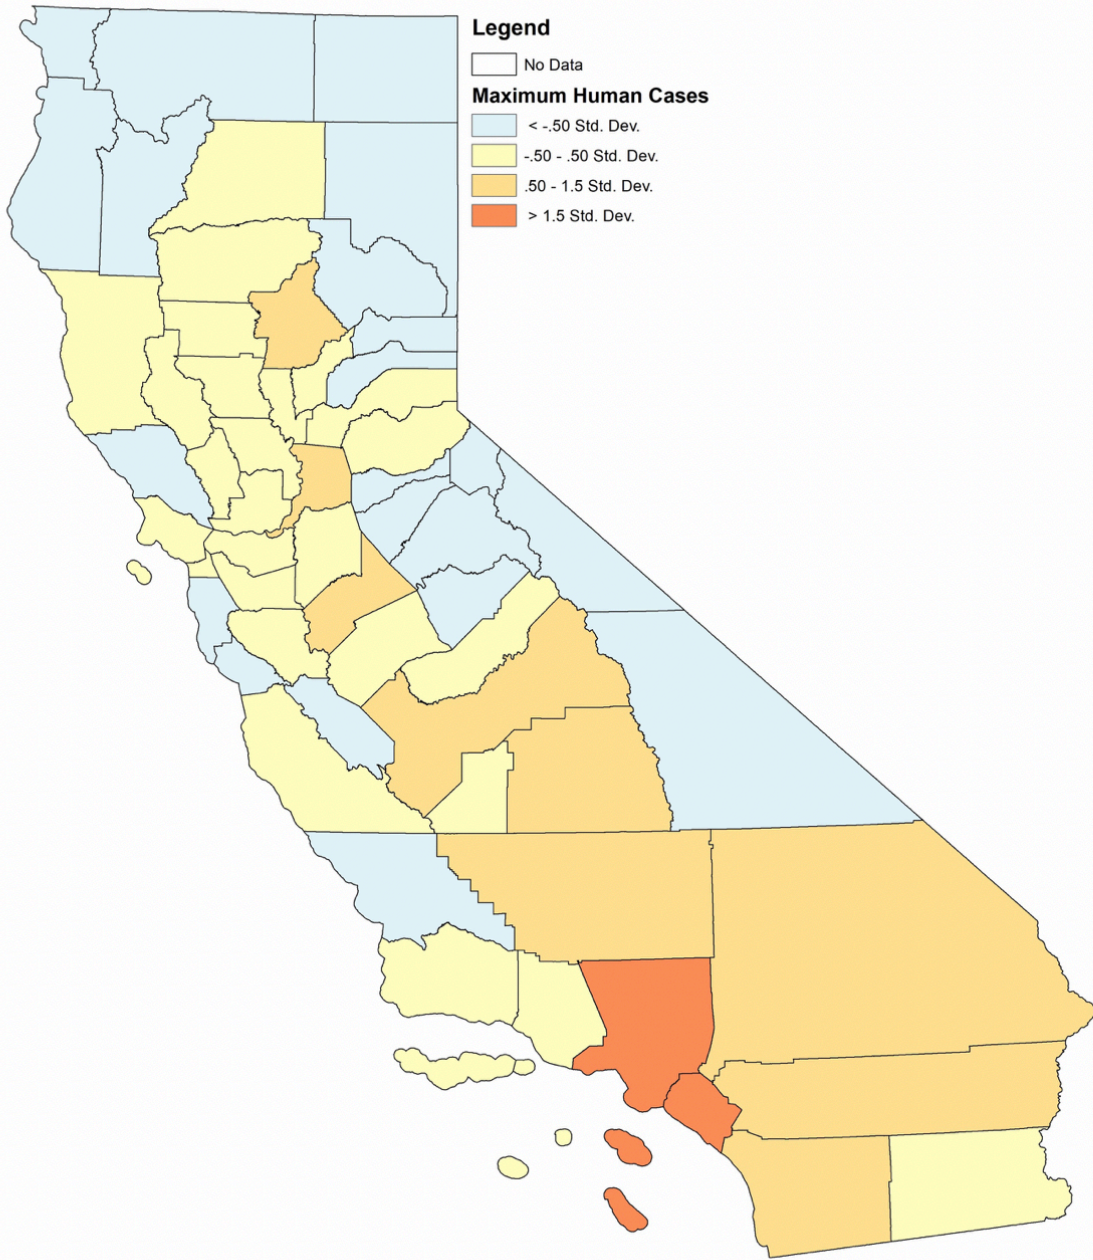 Legend
No Data
Maximum Human Cases
< -.50 Std. Dev.
-.50 - .50 Std. Dev.
.50 - 1.5 Std. Dev.
> 1.5 Std. Dev.